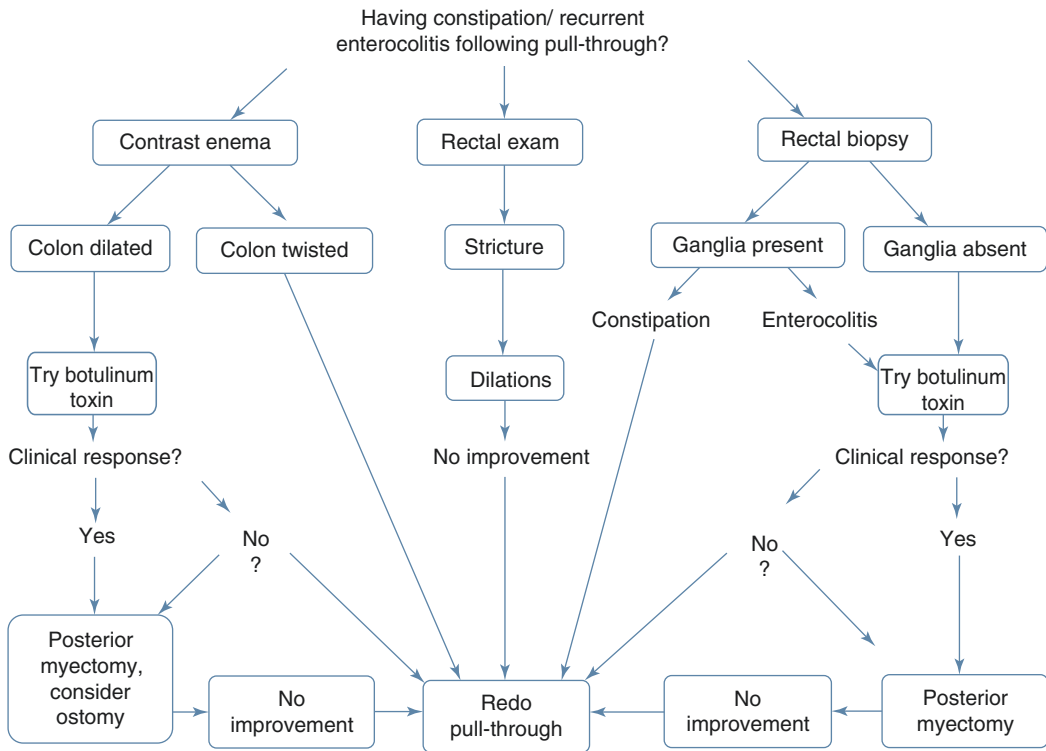 Having constipation/ recurrent
enterocolitis following pull-through?
Contrast enema
Rectal exam
Rectal biopsy
Colon dilated
Colon twisted
Stricture
Ganglia present
Ganglia absent
Constipation
Enterocolitis
Try botulinum
toxin
Dilations
Try botulinum
toxin
Clinical response?
No improvement
Clinical response?
Yes
No
?
No
?
Yes
Posterior
myectomy,
consider
ostomy
No
improvement
Redo
pull-through
No
improvement
Posterior
myectomy